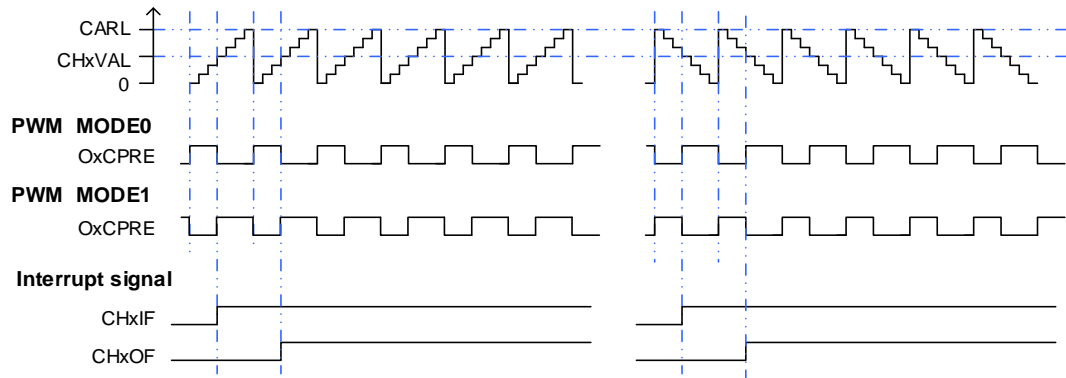 CARL
CHxVAL
0
PWM MODE0
OxCPRE
PWM MODE1
OxCPRE
Interrupt signal
CHxIF
CHxOF